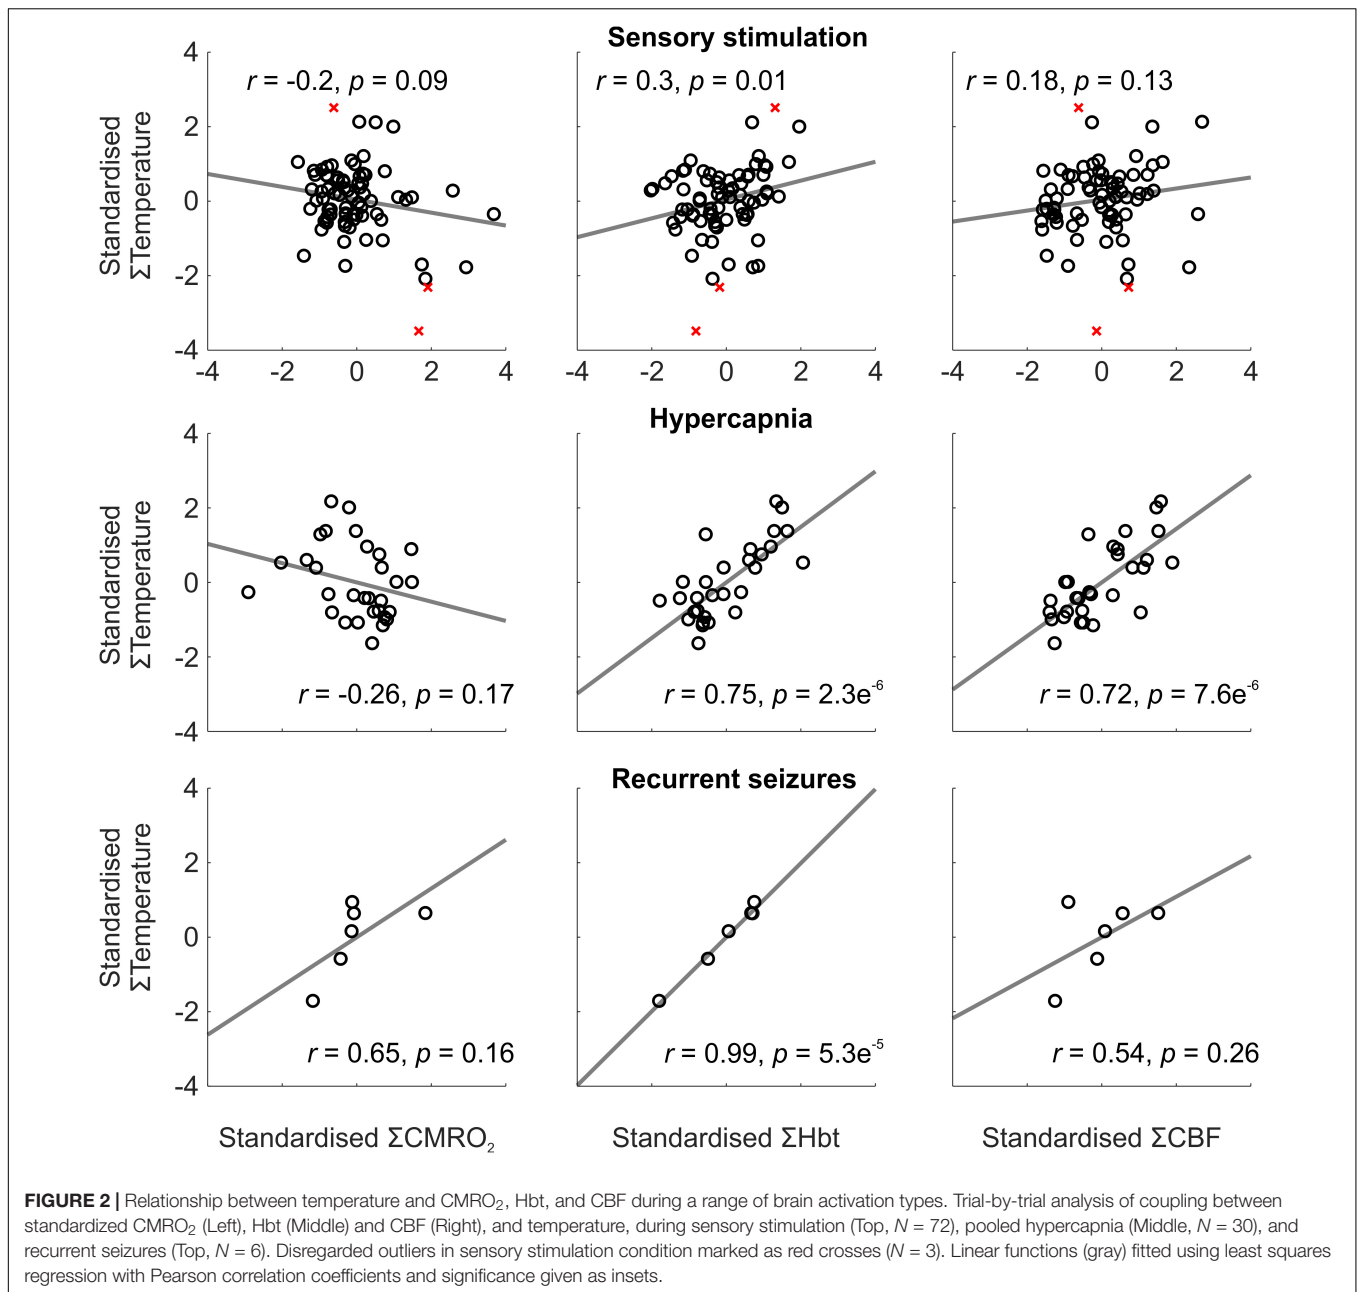 Sensory stimulation
4
2
0
-2
-4
Standardised
ΣTemperature
r = -0.2, p = 0.09
r = 0.3, p = 0.01
r = 0.18, p = 0.13
-4 -2 0 2 4
-4 -2 0 2 4
-4 -2 0 2 4
Hypercapnia
4
2
0
-2
-4
Standardised
ΣTemperature
r = -0.26, p = 0.17
r = 0.75, p = 2.3e⁻⁶
r = 0.72, p = 7.6e⁻⁶
Recurrent seizures
4
2
0
-2
-4
Standardised
ΣTemperature
r = 0.65, p = 0.16
r = 0.99, p = 5.3e⁻⁵
r = 0.54, p = 0.26
Standardised ΣCMRO₂
Standardised ΣHbt
Standardised ΣCBF
FIGURE 2 | Relationship between temperature and CMRO₂, Hbt, and CBF during a range of brain activation types. Trial-by-trial analysis of coupling between
standardized CMRO₂ (Left), Hbt (Middle) and CBF (Right), and temperature, during sensory stimulation (Top, N = 72), pooled hypercapnia (Middle, N = 30), and
recurrent seizures (Top, N = 6). Disregarded outliers in sensory stimulation condition marked as red crosses (N = 3). Linear functions (gray) fitted using least squares
regression with Pearson correlation coefficients and significance given as insets.